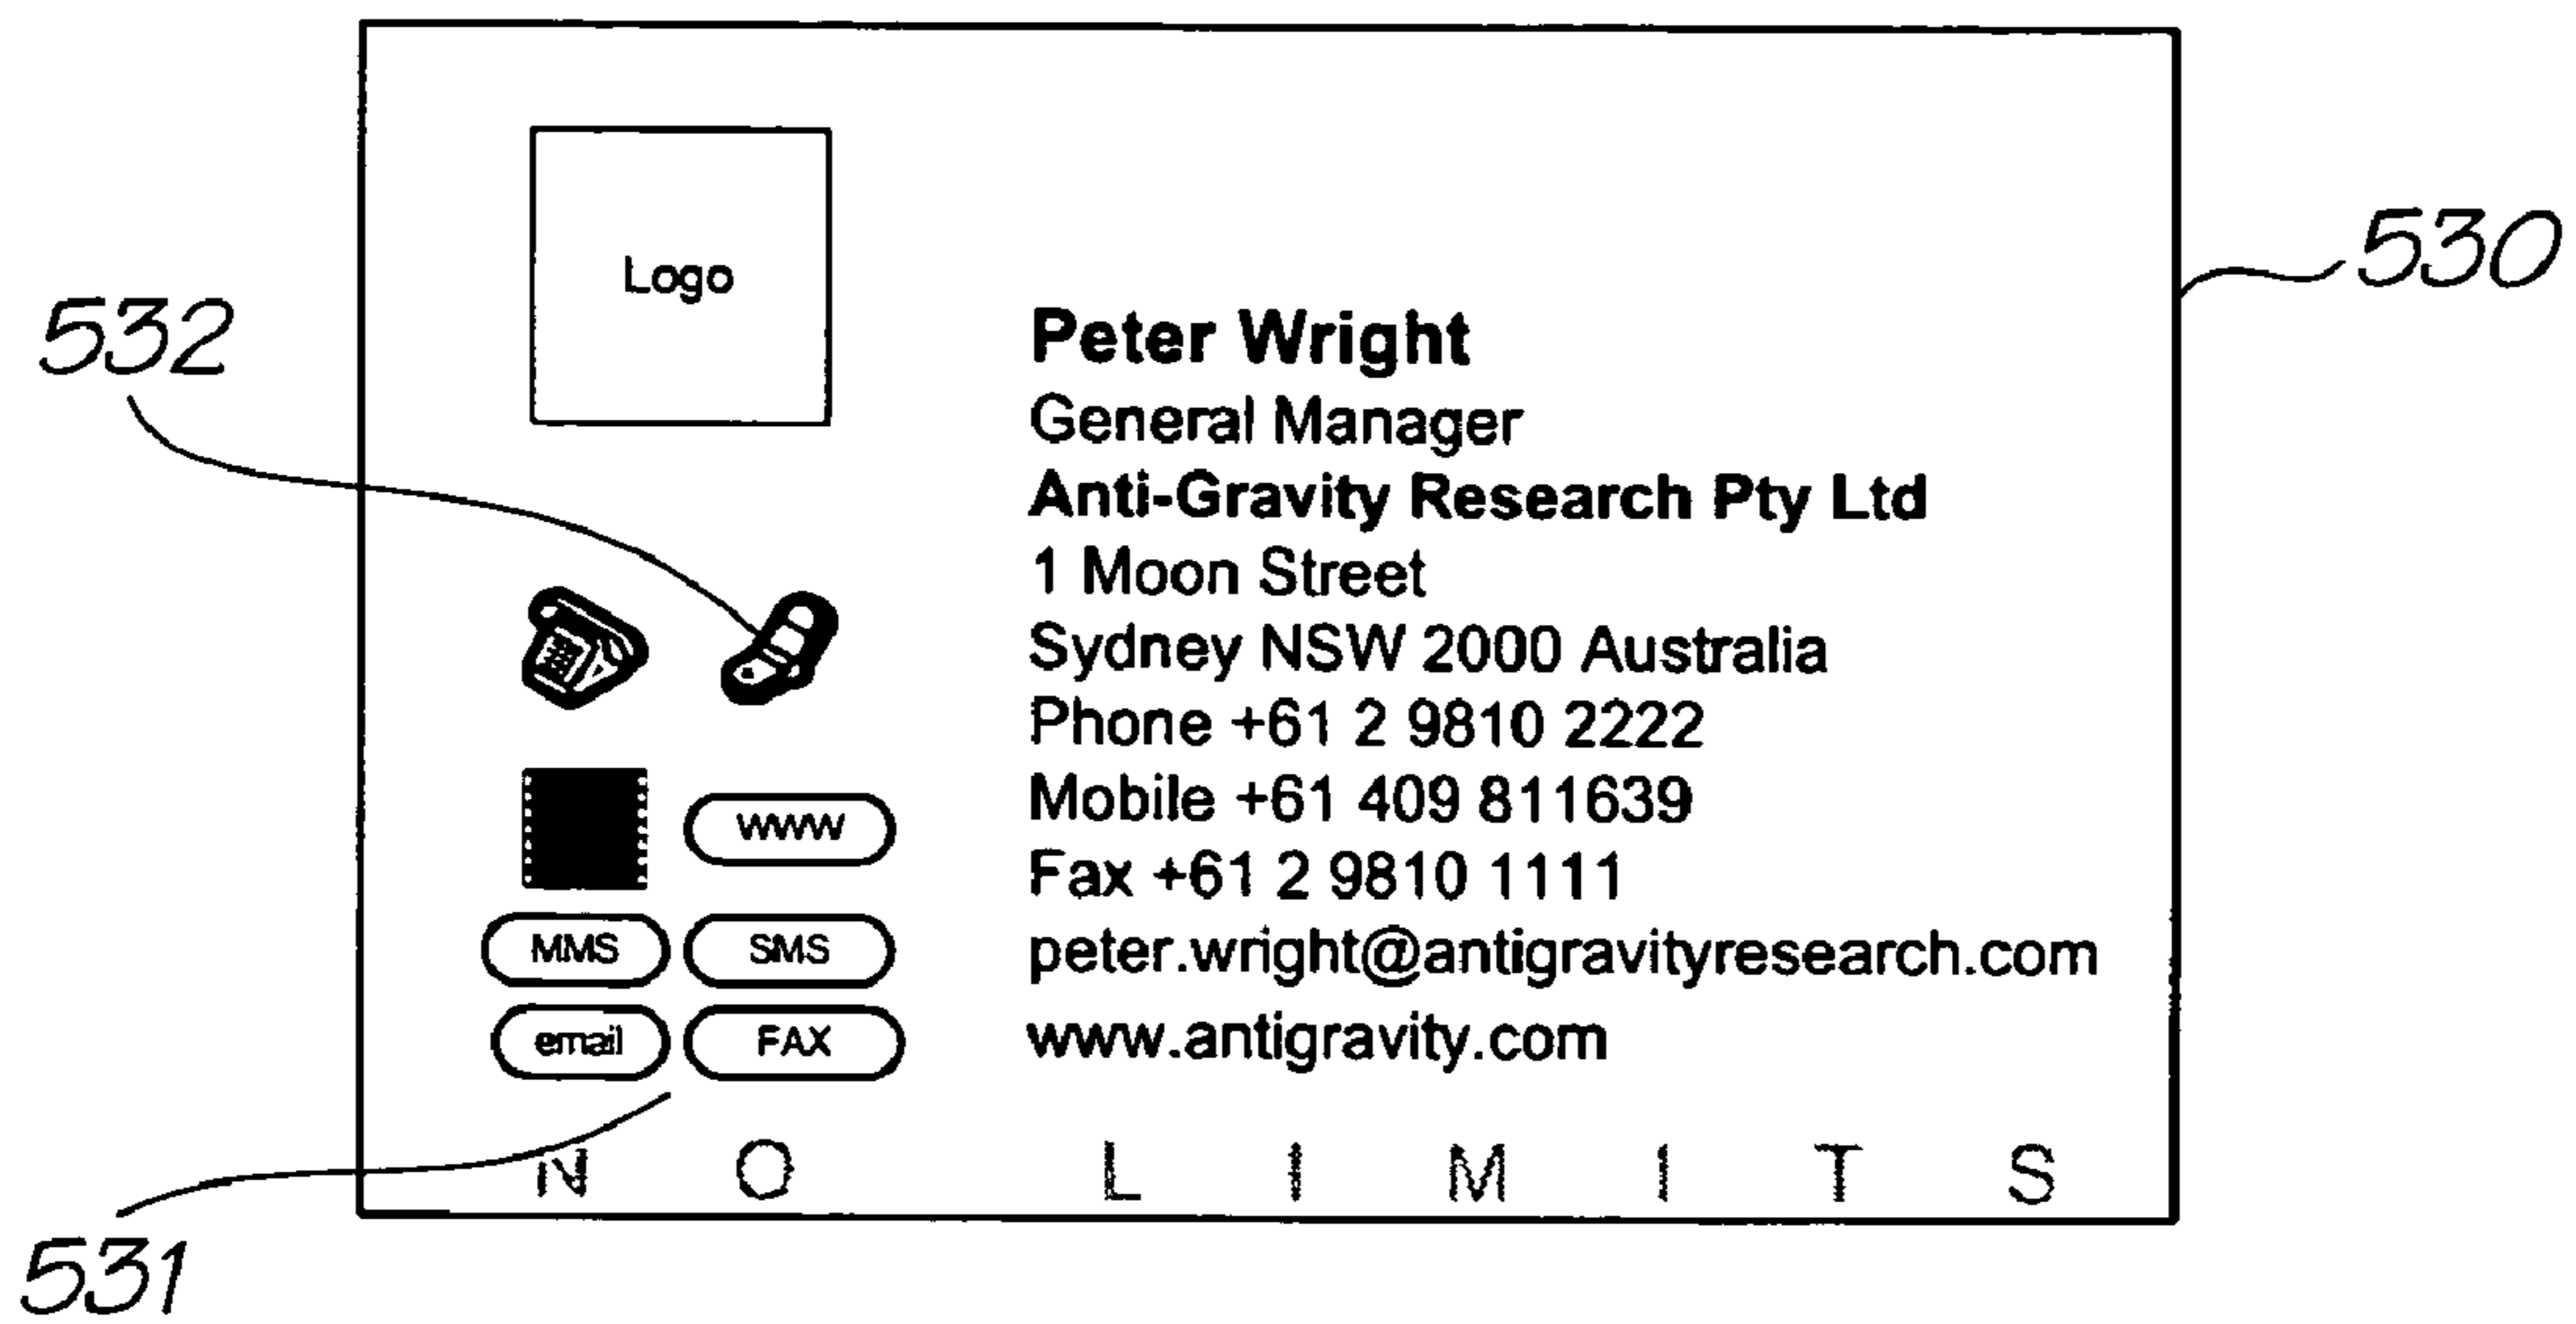 Logo
530
532
Peter Wright
General Manager
Anti-Gravity Research Pty Ltd
1 Moon Street
Sydney NSW 2000 Australia
Phone +61 2 9810 2222
Mobile +61 409 811639
Fax +61 2 9810 1111
peter.wright@antigravityresearch.com
www.antigravity.com
WWW
MMS SMS
email FAX
NO LIMITS
531